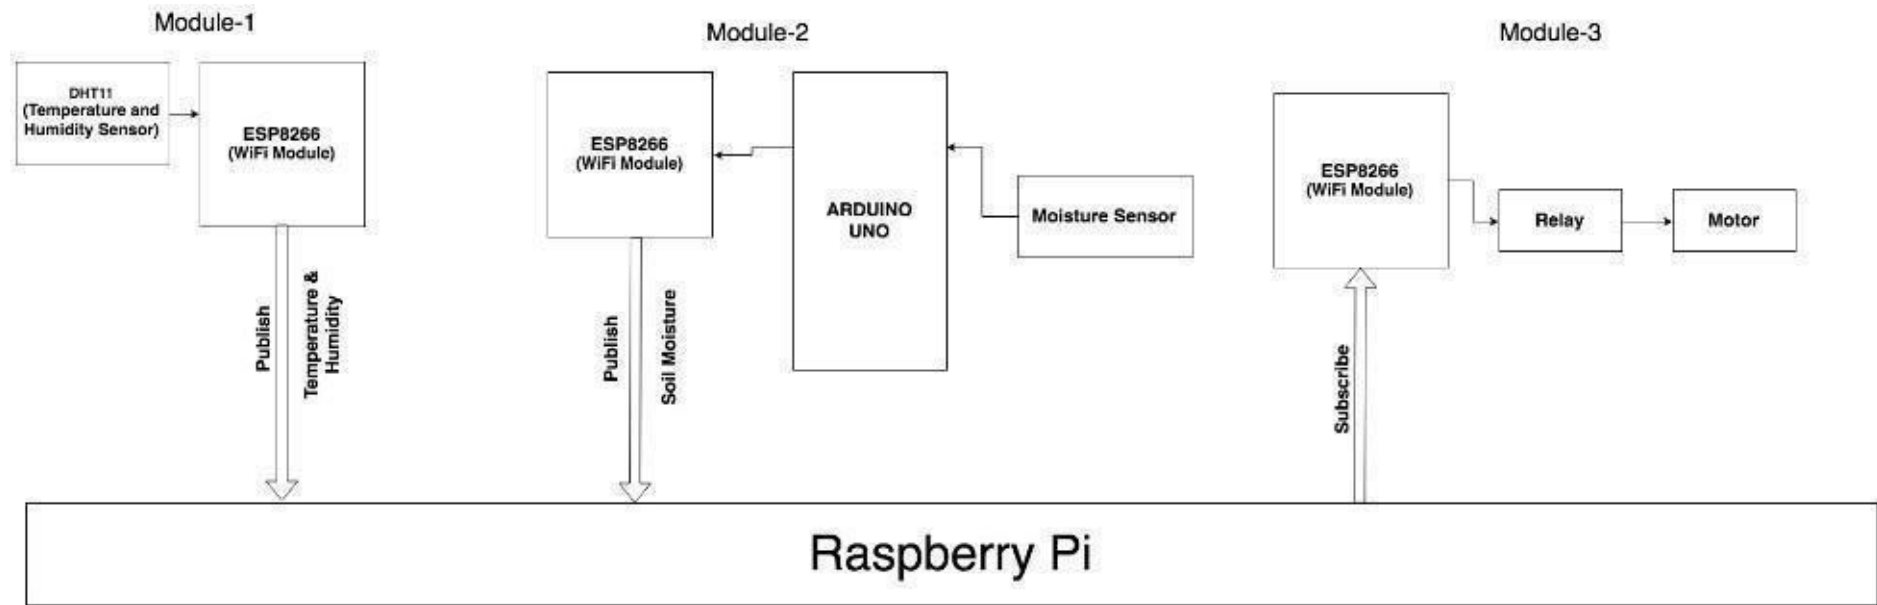 Module-1
DHT11
(Temperature and
Humidity Sensor)
ESP8266
(WiFi Module)
Publish
Temperature &
Humidity
Module-2
ESP8266
(WiFi Module)
ARDUINO
UNO
Moisture Sensor
Publish
Soil Moisture
Module-3
ESP8266
(WiFi Module)
Relay
Motor
Subscribe
Raspberry Pi